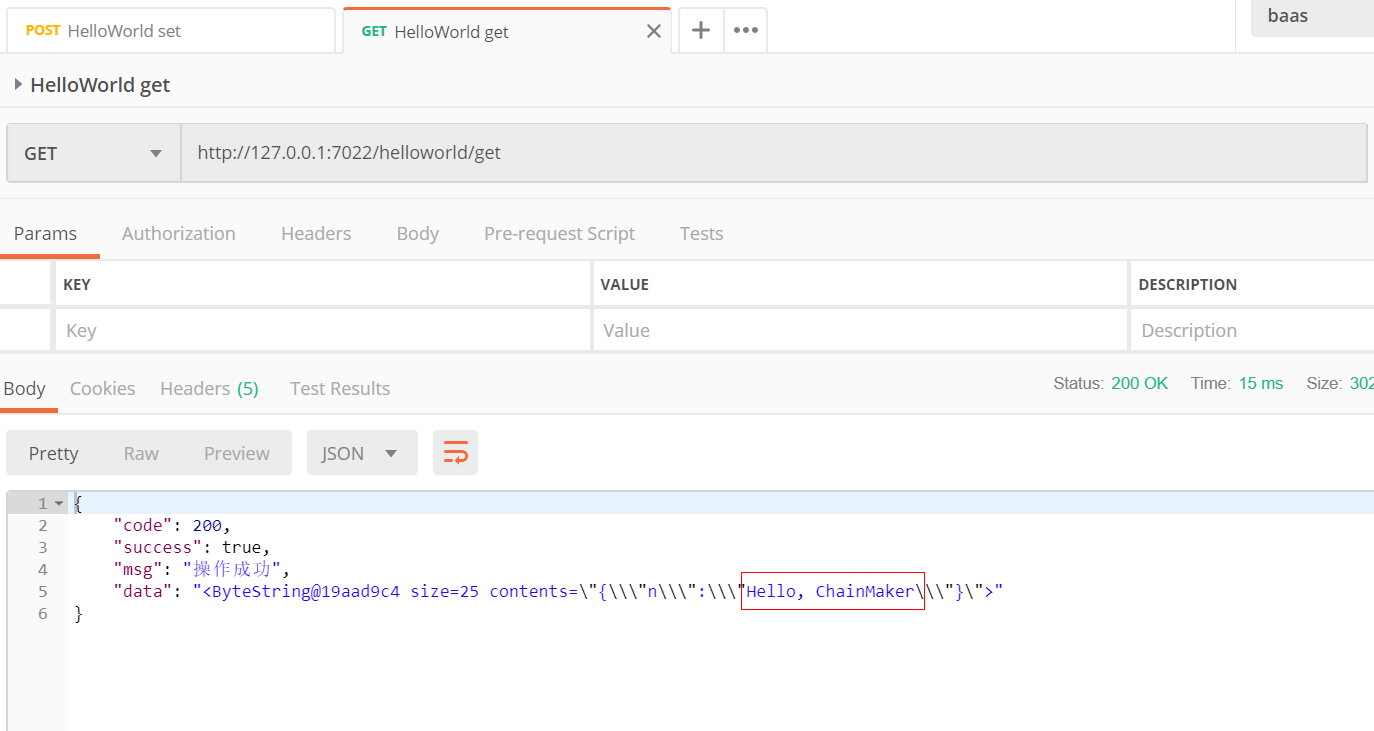 POST HelloWorld set
GET HelloWorld get
baas
HelloWorld get
GET http://127.0.0.1:7022/helloworld/get
Params Authorization Headers Body Pre-request Script Tests
KEY VALUE DESCRIPTION
Key Value Description
Body Cookies Headers (5) Test Results Status: 200 OK Time: 15 ms Size: 302
Pretty Raw Preview JSON
1 {
2 "code": 200,
3 "success": true,
4 "msg": "操作成功",
5 "data": "<ByteString@19aad9c4 size=25 contents=\"{\\\"n\\\":\\\"Hello, ChainMaker\\\"}\">"
6 }